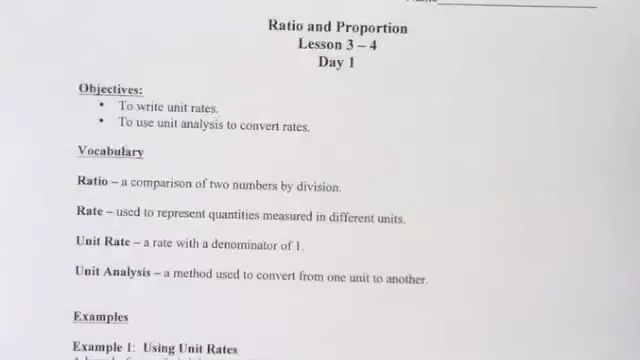 Ratio and Proportion
Lesson 3 – 4
Day 1
Objectives:
• To write unit rates.
• To use unit analysis to convert rates.
Vocabulary
Ratio – a comparison of two numbers by division.
Rate – used to represent quantities measured in different units.
Unit Rate – a rate with a denominator of 1.
Unit Analysis – a method used to convert from one unit to another.
Examples
Example 1: Using Unit Rates